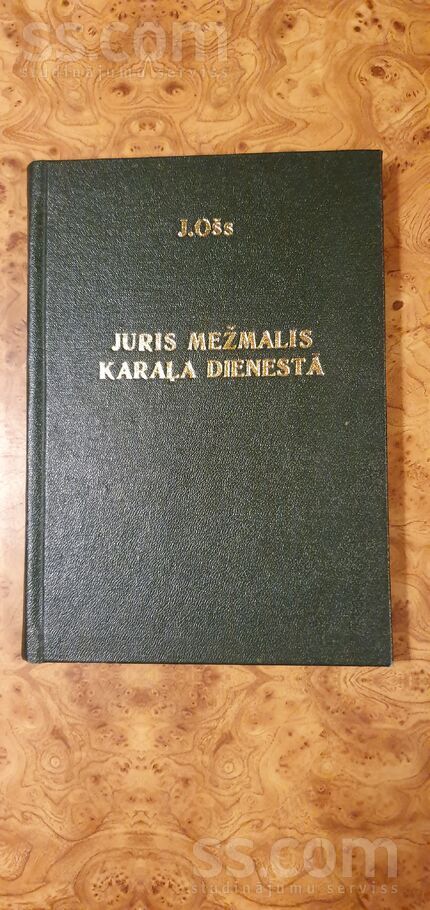 ss.com
sludinājumu serviss
J.Ošs
JURIS MEŽMALIS
KARAĻA DIENESTĀ
ss.com
sludinājumu serviss